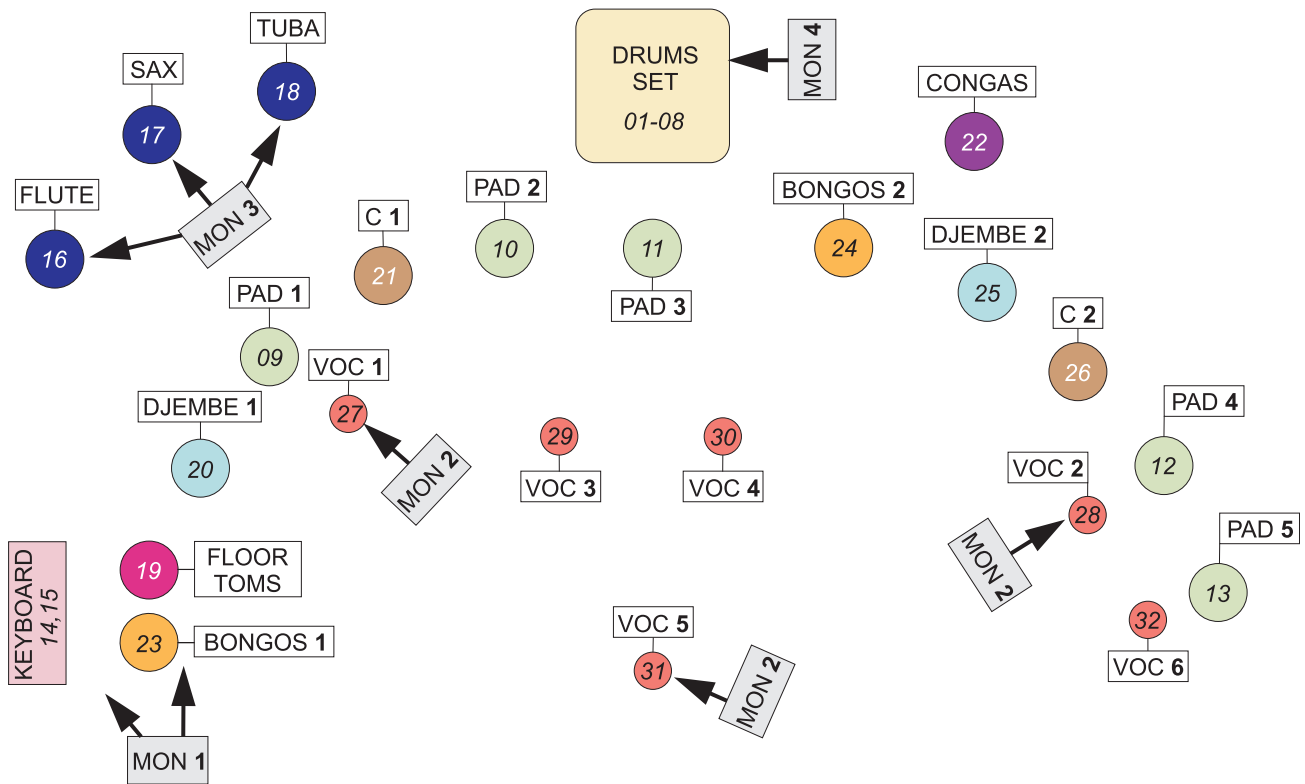 TUBA
18
SAX
17
DRUMS
SET
01-08
MON 4
CONGAS
22
FLUTE
16
MON 3
C 1
21
PAD 2
10
11
PAD 3
BONGOS 2
24
DJEMBE 2
25
PAD 1
09
C 2
26
VOC 1
27
MON 2
DJEMBE 1
20
29
VOC 3
30
VOC 4
PAD 4
12
VOC 2
28
MON 2
PAD 5
13
KEYBOARD
14,15
19
FLOOR
TOMS
23
BONGOS 1
VOC 5
31
MON 2
32
VOC 6
MON 1